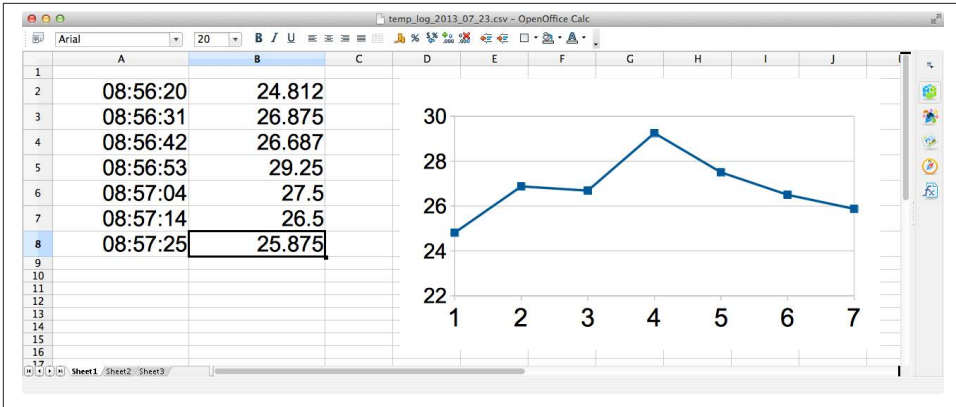 temp_log_2013_07_23.csv – OpenOffice Calc
Arial 20 B I U
A B C D E F G H I J
1
2 08:56:20 24.812
3 08:56:31 26.875
4 08:56:42 26.687
5 08:56:53 29.25
6 08:57:04 27.5
7 08:57:14 26.5
8 08:57:25 25.875
9
10
11
12
13
14
15
16
17
30
28
26
24
22
1 2 3 4 5 6 7
Sheet1 Sheet2 Sheet3